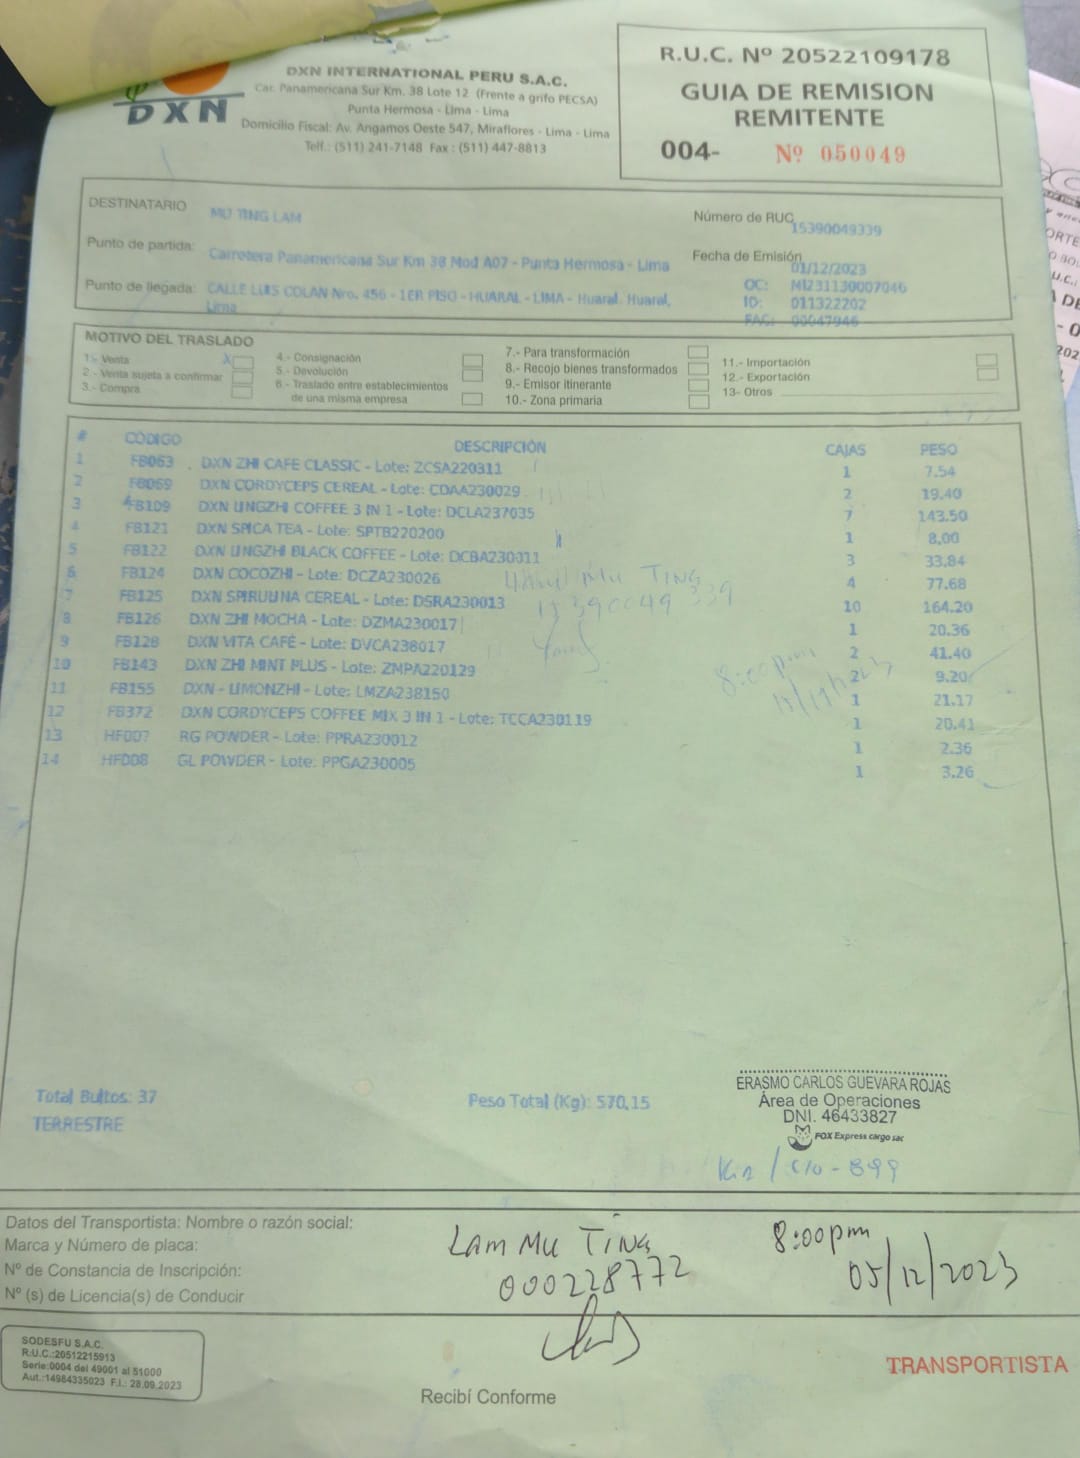 DXN
DXN INTERNATIONAL PERU S.A.C.
Car. Panamericana Sur Km. 38 Lote 12 (Frente a grifo PECSA)
Punta Hermosa - Lima - Lima
Domicilio Fiscal: Av. Angamos Oeste 547, Miraflores - Lima - Lima
Telf.: (511) 241-7148 Fax : (511) 447-8813
R.U.C. Nº 20522109178
GUIA DE REMISION
REMITENTE
004- Nº 050049
DESTINATARIO MU TING LAM
Número de RUC 15390049339
Punto de partida: Carretera Panamericana Sur Km 38 Mod A07 - Punta Hermosa - Lima
Fecha de Emisión 01/12/2023
Punto de llegada: CALLE LUIS COLAN Nro. 456 - 1ER PISO - HUARAL - LIMA - Huaral, Huaral,
Lima
OC: MI231130007046
ID: 011322202
FAC: 00047946
MOTIVO DEL TRASLADO
1.- Venta X
2.- Venta sujeta a confirmar
3.- Compra
4.- Consignación
5.- Devolución
6.- Traslado entre establecimientos
de una misma empresa
7.- Para transformación
8.- Recojo bienes transformados
9.- Emisor itinerante
10.- Zona primaria
11.- Importación
12.- Exportación
13- Otros
# CÓDIGO DESCRIPCIÓN CAJAS PESO
1 FB063 DXN ZHI CAFE CLASSIC - Lote: ZCSA220311 1 7.54
2 FB069 DXN CORDYCEPS CEREAL - Lote: CDAA230029 2 19.40
3 FB109 DXN LINGZHI COFFEE 3 IN 1 - Lote: DCLA237035 7 143.50
4 FB121 DXN SPICA TEA - Lote: SPTB220200 1 8.00
5 FB122 DXN LINGZHI BLACK COFFEE - Lote: DCBA230011 3 33.84
6 FB124 DXN COCOZHI - Lote: DCZA230026 4 77.68
7 FB125 DXN SPIRULINA CEREAL - Lote: DSRA230013 10 164.20
8 FB126 DXN ZHI MOCHA - Lote: DZMA230017 1 20.36
9 FB128 DXN VITA CAFÉ - Lote: DVCA238017 2 41.40
10 FB143 DXN ZHI MINT PLUS - Lote: ZMPA220129 2 9.20
11 FB155 DXN - LIMONZHI - Lote: LMZA238150 1 21.17
12 FB372 DXN CORDYCEPS COFFEE MIX 3 IN 1 - Lote: TCCA230119 1 20.41
13 HF007 RG POWDER - Lote: PPRA230012 1 2.36
14 HF008 GL POWDER - Lote: PPGA230005 1 3.26
MU TING
15390049339
8:00pm
Total Bultos: 37
TERRESTRE
Peso Total (Kg): 570.15
ERASMO CARLOS GUEVARA ROJAS
Área de Operaciones
DNI. 46433827
FOX Express cargo sac
Datos del Transportista: Nombre o razón social:
Marca y Número de placa:
Nº de Constancia de Inscripción:
Nº (s) de Licencia(s) de Conducir
Lam Mu Ting
000228772
8:00pm
05/12/2023
SODESFU S.A.C.
R.U.C.:20512215913
Serie:0004 del 49001 al 51000
Aut.:14984335023 F.I.: 28.09.2023
Recibí Conforme
TRANSPORTISTA